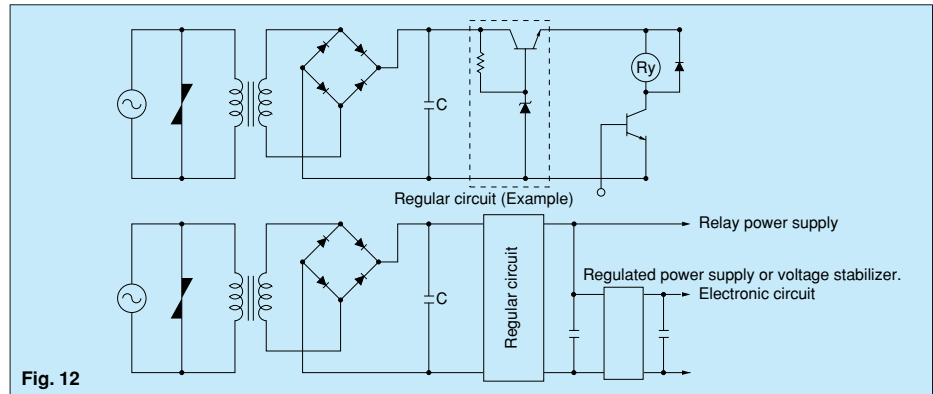 C
Ry
Regular circuit (Example)
Relay power supply
Regulated power supply or voltage stabilizer.
Electronic circuit
C
Regular circuit
Fig. 12